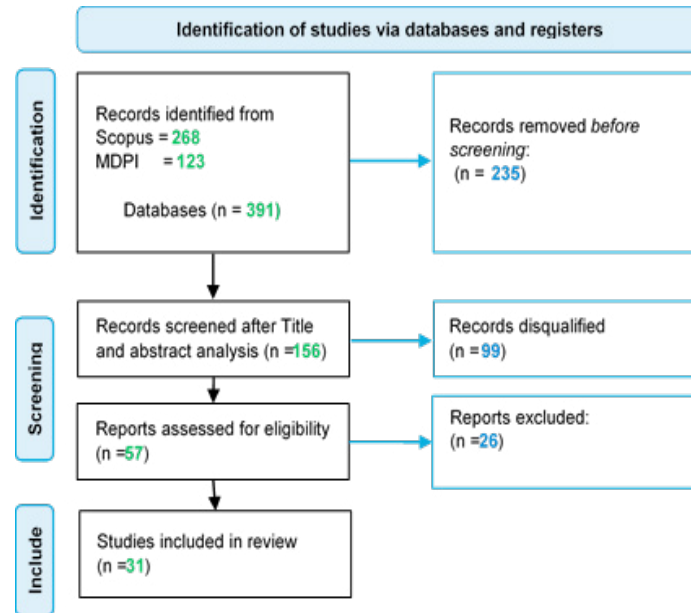 Identification of studies via databases and registers
Identification
Records identified from
Scopus = 268
MDPI = 123
Databases (n = 391)
Records removed before
screening:
(n = 235)
Screening
Records screened after Title
and abstract analysis (n =156)
Records disqualified
(n =99)
Reports assessed for eligibility
(n =57)
Reports excluded:
(n =26)
Include
Studies included in review
(n =31)